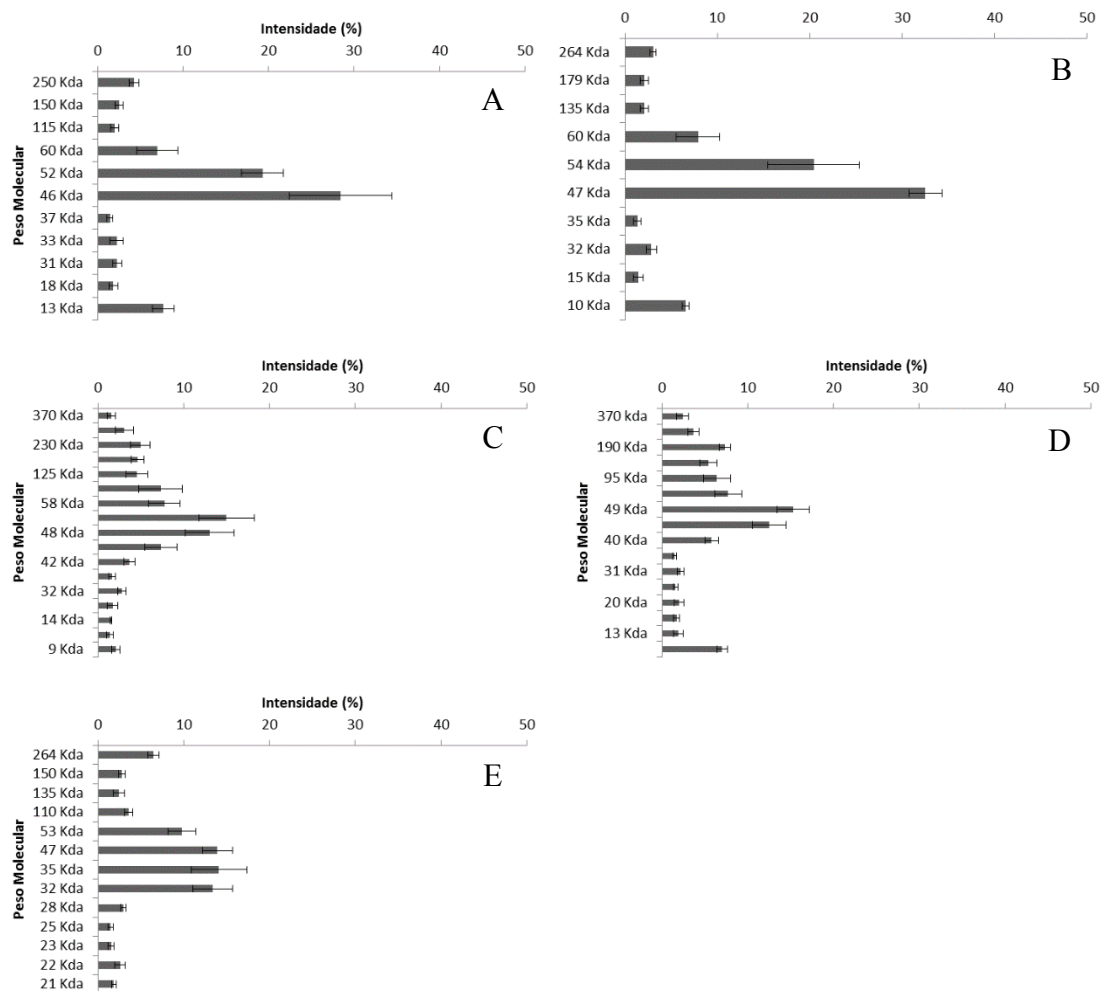 Intensidade (%)
0 10 20 30 40 50
A
Peso Molecular
250 Kda
150 Kda
115 Kda
60 Kda
52 Kda
46 Kda
37 Kda
33 Kda
31 Kda
18 Kda
13 Kda
0 10 20 30 40 50
B
264 Kda
179 Kda
135 Kda
60 Kda
54 Kda
47 Kda
35 Kda
32 Kda
15 Kda
10 Kda
Intensidade (%)
0 10 20 30 40 50
C
Peso Molecular
370 Kda
230 Kda
125 Kda
58 Kda
48 Kda
42 Kda
32 Kda
14 Kda
9 Kda
Intensidade (%)
0 10 20 30 40 50
D
Peso Molecular
370 kda
190 Kda
95 Kda
49 Kda
40 Kda
31 Kda
20 Kda
13 Kda
Intensidade (%)
0 10 20 30 40 50
E
Peso Molecular
264 Kda
150 Kda
135 Kda
110 Kda
53 Kda
47 Kda
35 Kda
32 Kda
28 Kda
25 Kda
23 Kda
22 Kda
21 Kda